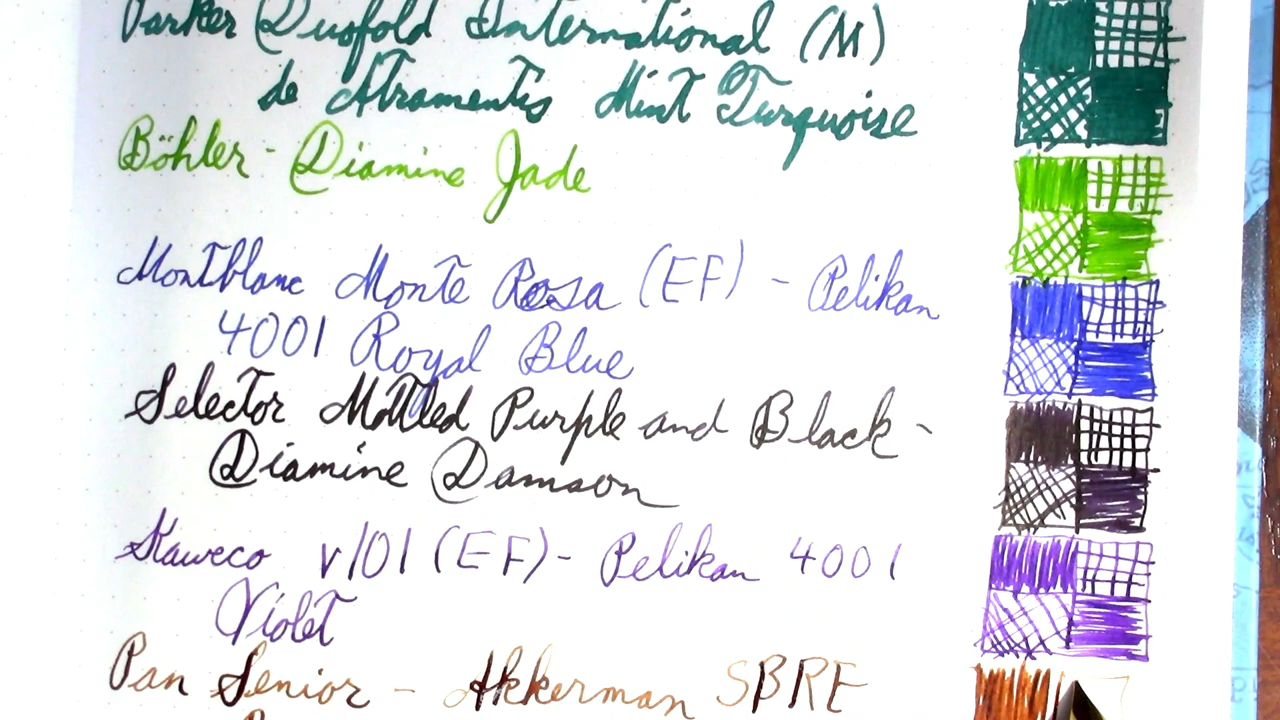 Parker Duofold International (M)
de Atramentis Mint Turquoise
Böhler - Diamine Jade
Montblanc Monte Rosa (EF) - Pelikan
4001 Royal Blue
Selector Mottled Purple and Black -
Diamine Damson
Kaweco V101 (EF) - Pelikan 4001
Violet
Pan Senior - Akkerman SBRE